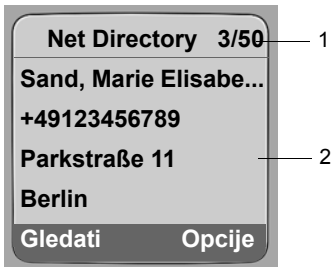 Net Directory 3/50 1
Sand, Marie Elisabe...
+49123456789
Parkstraße 11 2
Berlin
Gledati Opcije